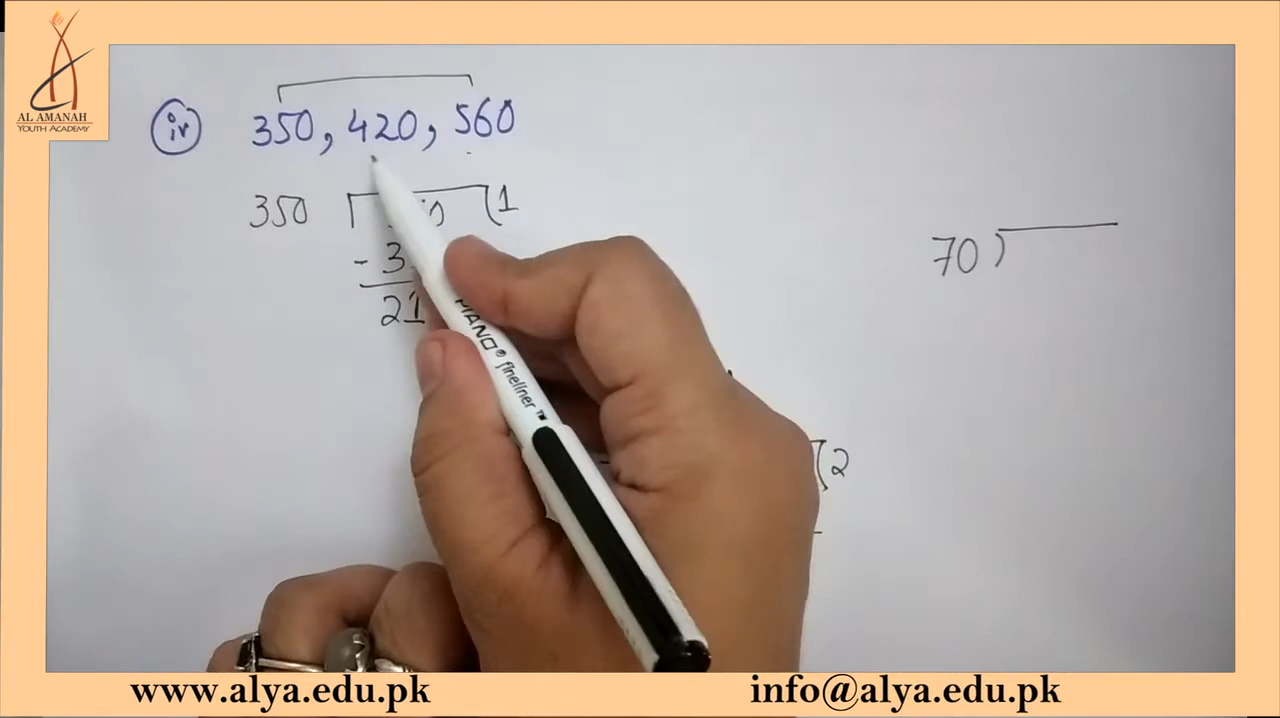 AL AMANAH
YOUTH ACADEMY
iv 350, 420, 560
350 1
- 3
21
70)
PIANO® fineliner™
2
www.alya.edu.pk info@alya.edu.pk